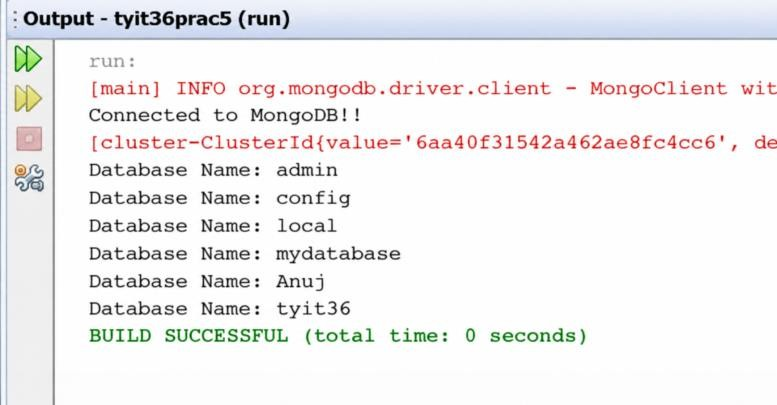 Output - tyit36prac5 (run)
run:
[main] INFO org.mongodb.driver.client - MongoClient wit
Connected to MongoDB!!
[cluster-ClusterId{value='6aa40f31542a462ae8fc4cc6', de
Database Name: admin
Database Name: config
Database Name: local
Database Name: mydatabase
Database Name: Anuj
Database Name: tyit36
BUILD SUCCESSFUL (total time: 0 seconds)